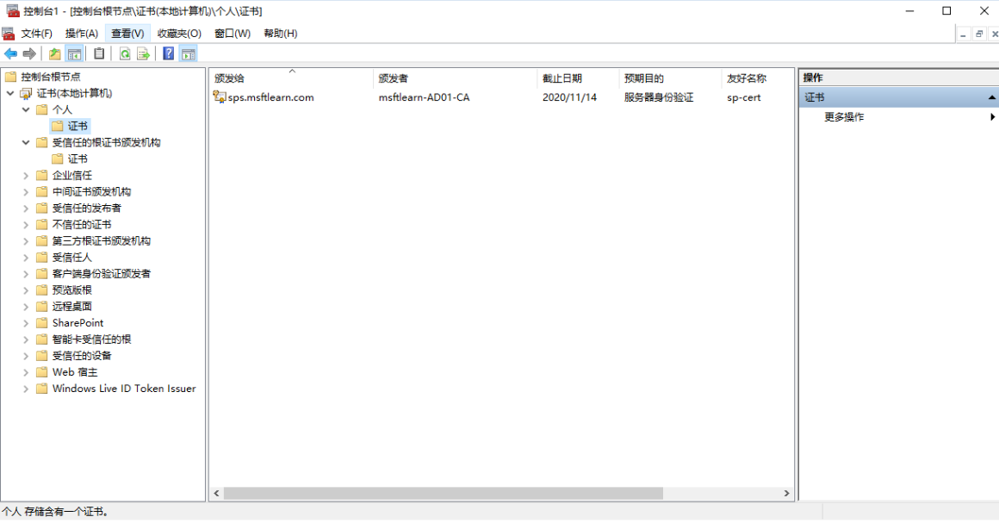 控制台1 - [控制台根节点\证书(本地计算机)\个人\证书]
文件(F) 操作(A) 查看(V) 收藏夹(O) 窗口(W) 帮助(H)
控制台根节点
证书(本地计算机)
个人
证书
受信任的根证书颁发机构
证书
企业信任
中间证书颁发机构
受信任的发布者
不信任的证书
第三方根证书颁发机构
受信任人
客户端身份验证颁发者
预览版根
远程桌面
SharePoint
智能卡受信任的根
受信任的设备
Web 宿主
Windows Live ID Token Issuer
颁发给 颁发者 截止日期 预期目的 友好名称
sps.msftlearn.com msftlearn-AD01-CA 2020/11/14 服务器身份验证 sp-cert
操作
证书
更多操作
个人 存储含有一个证书。